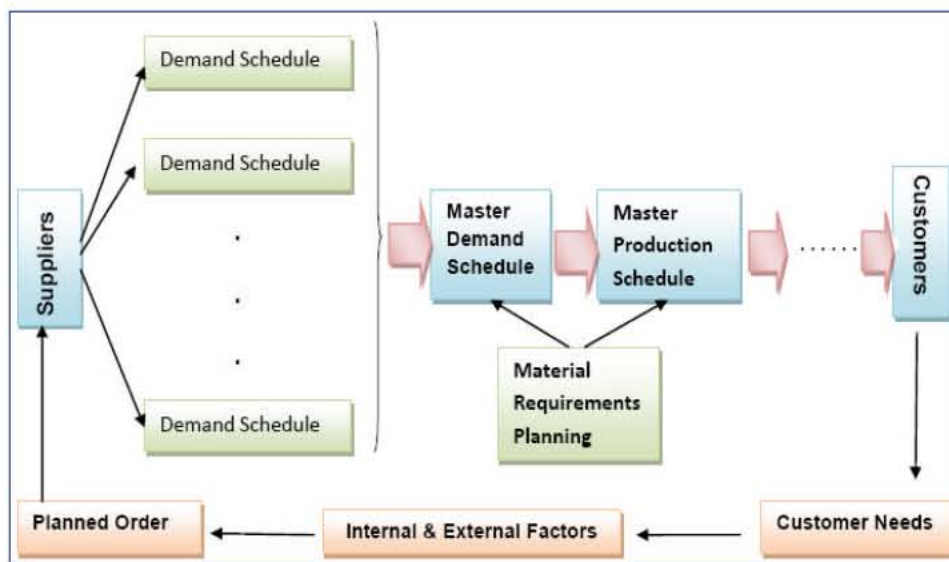 Demand Schedule
Demand Schedule
.
.
.
Demand Schedule
Suppliers
Master
Demand
Schedule
Master
Production
Schedule
......
Customers
Material
Requirements
Planning
Planned Order
Internal & External Factors
Customer Needs